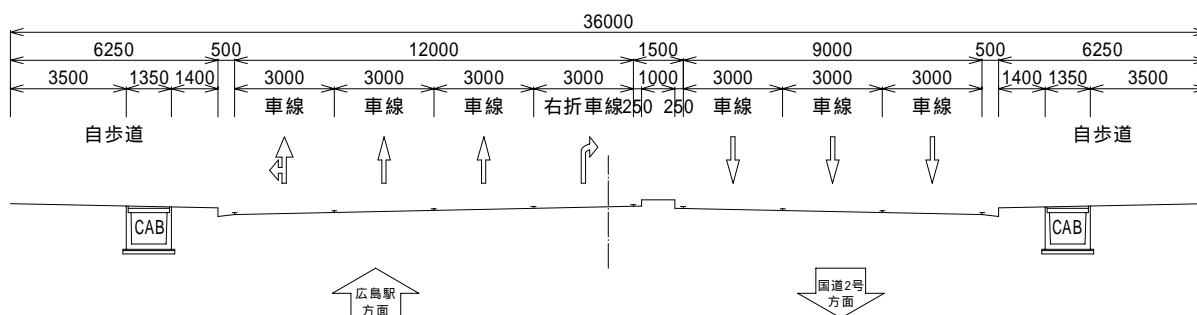 36000
6250 500 12000 1500 9000 500 6250
3500 1350 1400 3000 3000 3000 3000 1000 3000 3000 3000 1400 1350 3500
車線 車線 車線 右折車線 250 250 車線 車線 車線
自歩道 自歩道
CAB CAB
広島駅 国道2号
方面 方面